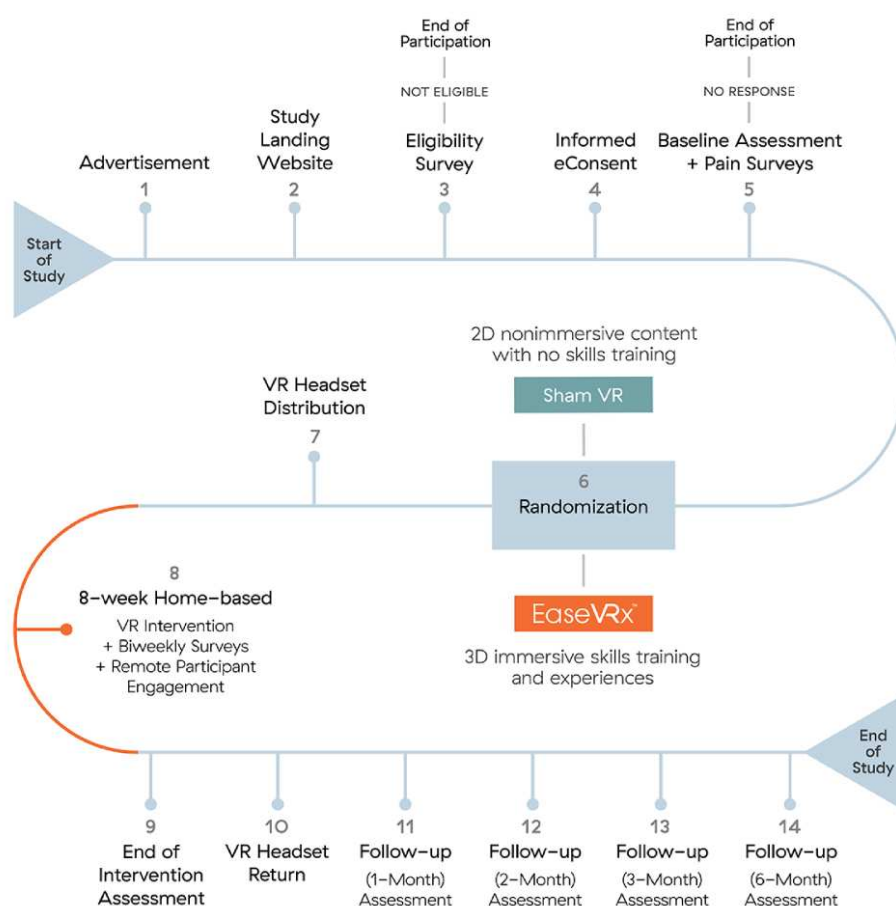 End of
Participation
NOT ELIGIBLE
End of
Participation
NO RESPONSE
Advertisement
1
Study
Landing
Website
2
Eligibility
Survey
3
Informed
eConsent
4
Baseline Assessment
+ Pain Surveys
5
Start
of
Study
2D nonimmersive content
with no skills training
Sham VR
6
Randomization
EaseVRx™
3D immersive skills training
and experiences
VR Headset
Distribution
7
8
8-week Home-based
VR Intervention
+ Biweekly Surveys
+ Remote Participant
Engagement
End
of
Study
9
End of
Intervention
Assessment
10
VR Headset
Return
11
Follow-up
(1-Month)
Assessment
12
Follow-up
(2-Month)
Assessment
13
Follow-up
(3-Month)
Assessment
14
Follow-up
(6-Month)
Assessment